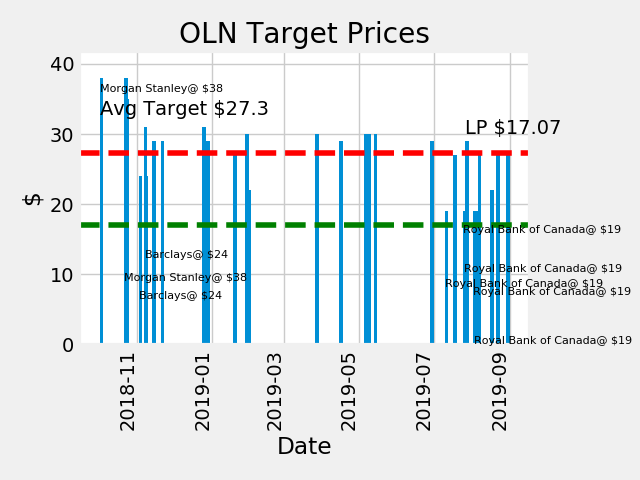 OLN Target Prices
40
Morgan Stanley@ $38
Avg Target $27.3
LP $17.07
30
$
20
Royal Bank of Canada@ $19
Barclays@ $24
Royal Bank of Canada@ $19
10
Morgan Stanley@ $38
Royal Bank of Canada@ $19
Royal Bank of Canada@ $19
Barclays@ $24
Royal Bank of Canada@ $19
0
2018-11
2019-01
2019-03
2019-05
2019-07
2019-09
Date